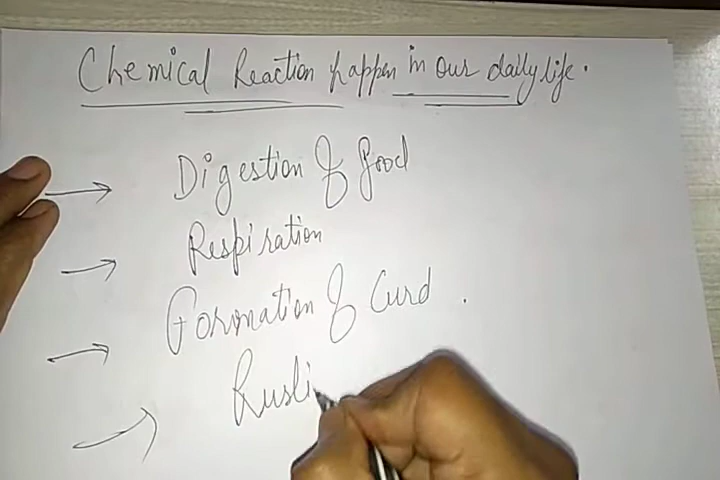 Chemical Reaction happen in our daily life.
→ Digestion of food
→ Respiration
→ Formation of Curd .
→ Rusti